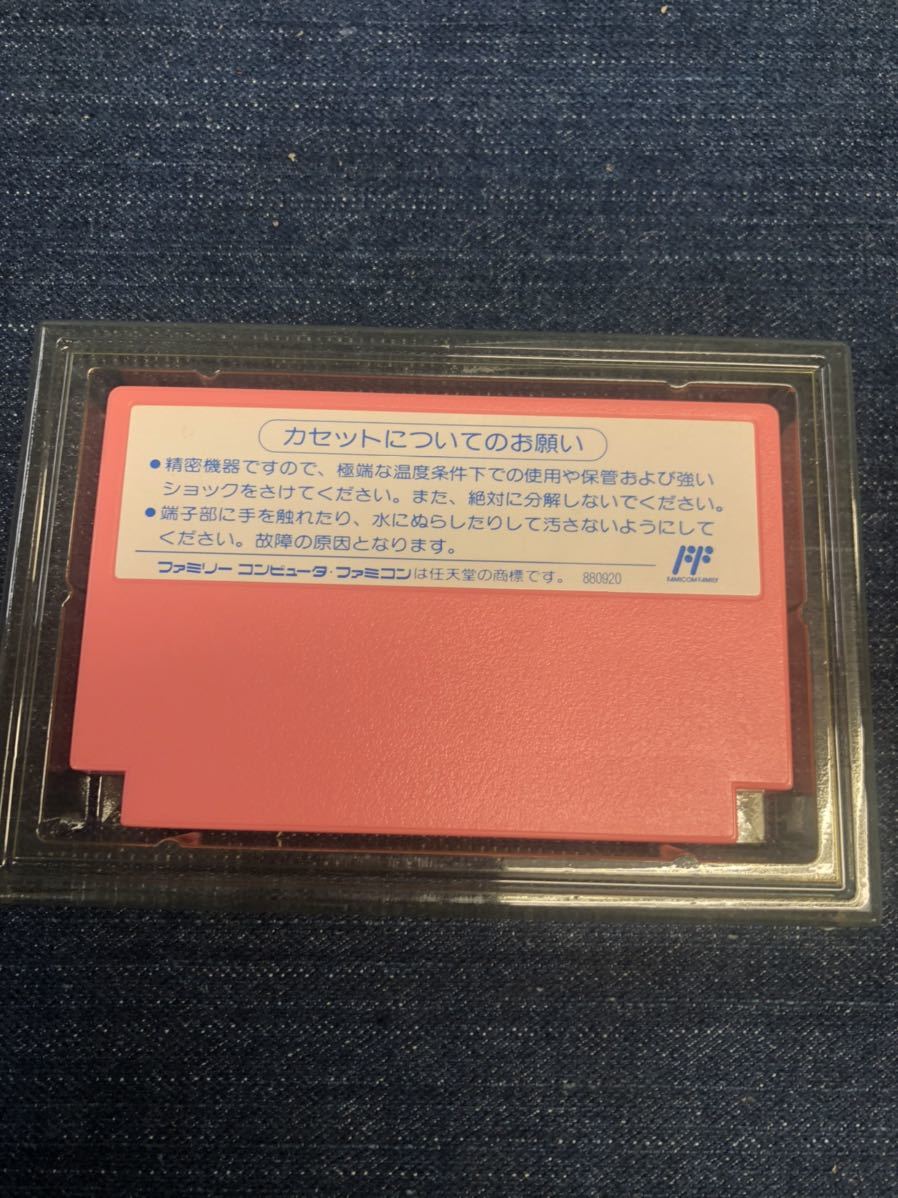 カセットについてのお願い
●精密機器ですので、極端な温度条件下での使用や保管および強い
ショックをさけてください。また、絶対に分解しないでください。
●端子部に手を触れたり、水にぬらしたりして汚さないようにして
ください。故障の原因となります。
ファミリー コンピュータ・ファミコンは任天堂の商標です。 880920
FAMICOM FAMILY